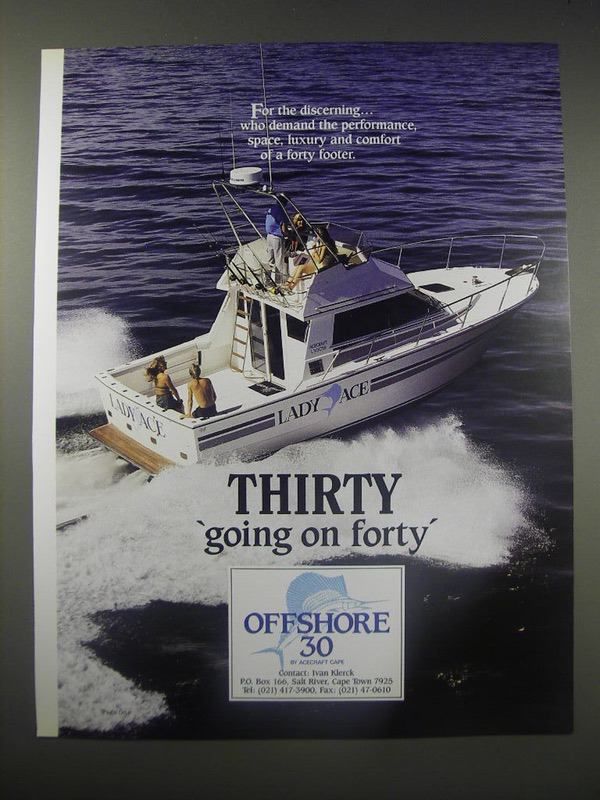 For the discerning...
who demand the performance,
space, luxury and comfort
of a forty footer.
LADY ACE
LADY ACE
THIRTY
`going on forty´
OFFSHORE
30
BY ACECRAFT CAPE
Contact: Ivan Klerck
P.O. Box 166, Salt River, Cape Town 7925
Tel: (021) 417-3900, Fax: (021) 47-0610